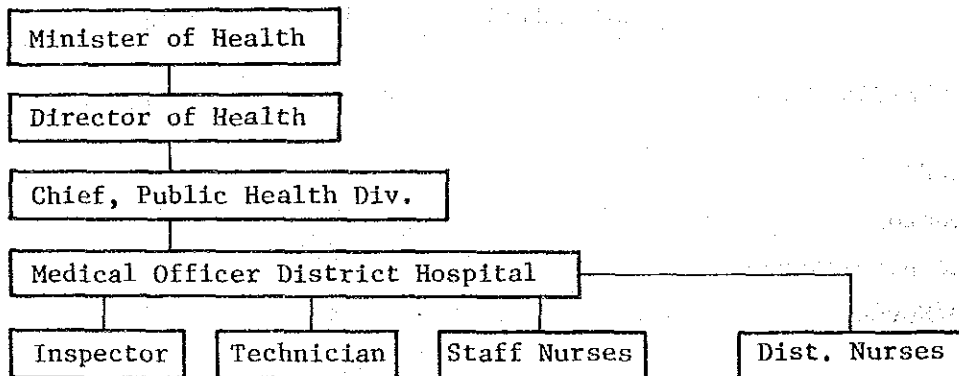 Minister of Health
Director of Health
Chief, Public Health Div.
Medical Officer District Hospital
Inspector Technician Staff Nurses Dist. Nurses